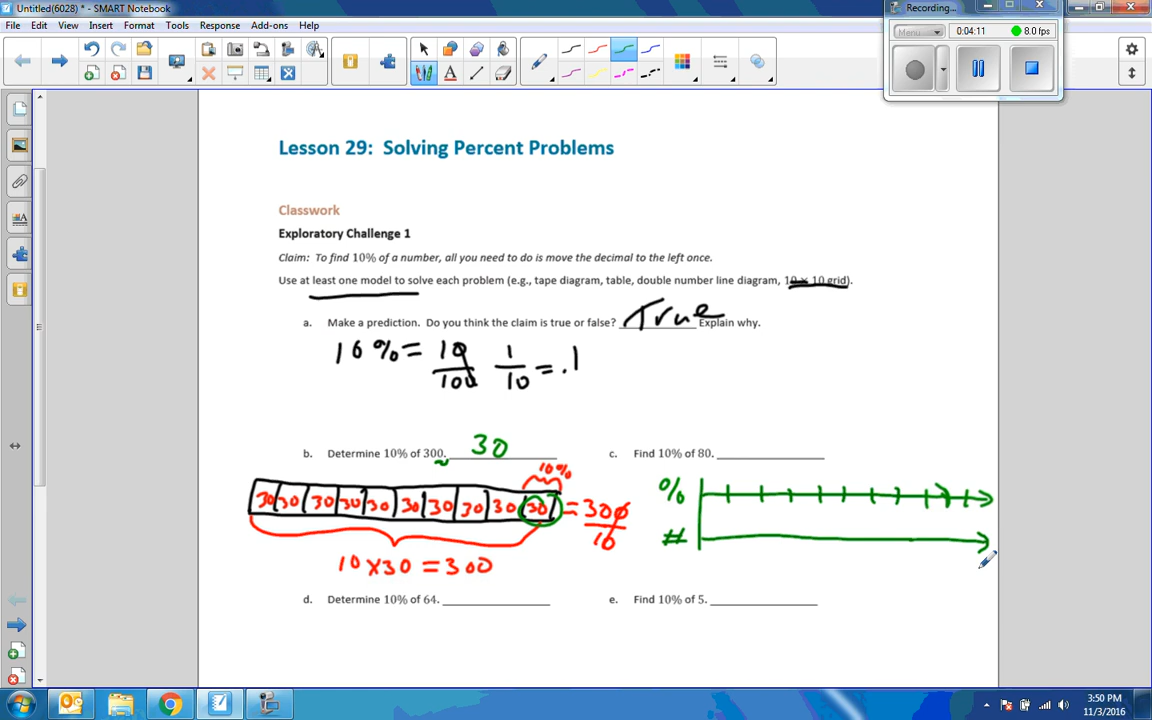 Untitled(6028) * - SMART Notebook
Recording...
File Edit View Insert Format Tools Response Add-ons Help
Menu 0:04:11 8.0 fps
Lesson 29: Solving Percent Problems
Classwork
Exploratory Challenge 1
Claim: To find 10% of a number, all you need to do is move the decimal to the left once.
Use at least one model to solve each problem (e.g., tape diagram, table, double number line diagram, 10 × 10 grid).
a. Make a prediction. Do you think the claim is true or false? True Explain why.
10% = 10/100 1/10 = .1
b. Determine 10% of 300. 30
c. Find 10% of 80.
10%
30 30 30 30 30 30 30 30 30 30 = 300/10
%
#
10 x 30 = 300
d. Determine 10% of 64.
e. Find 10% of 5.
3:50 PM
11/3/2016